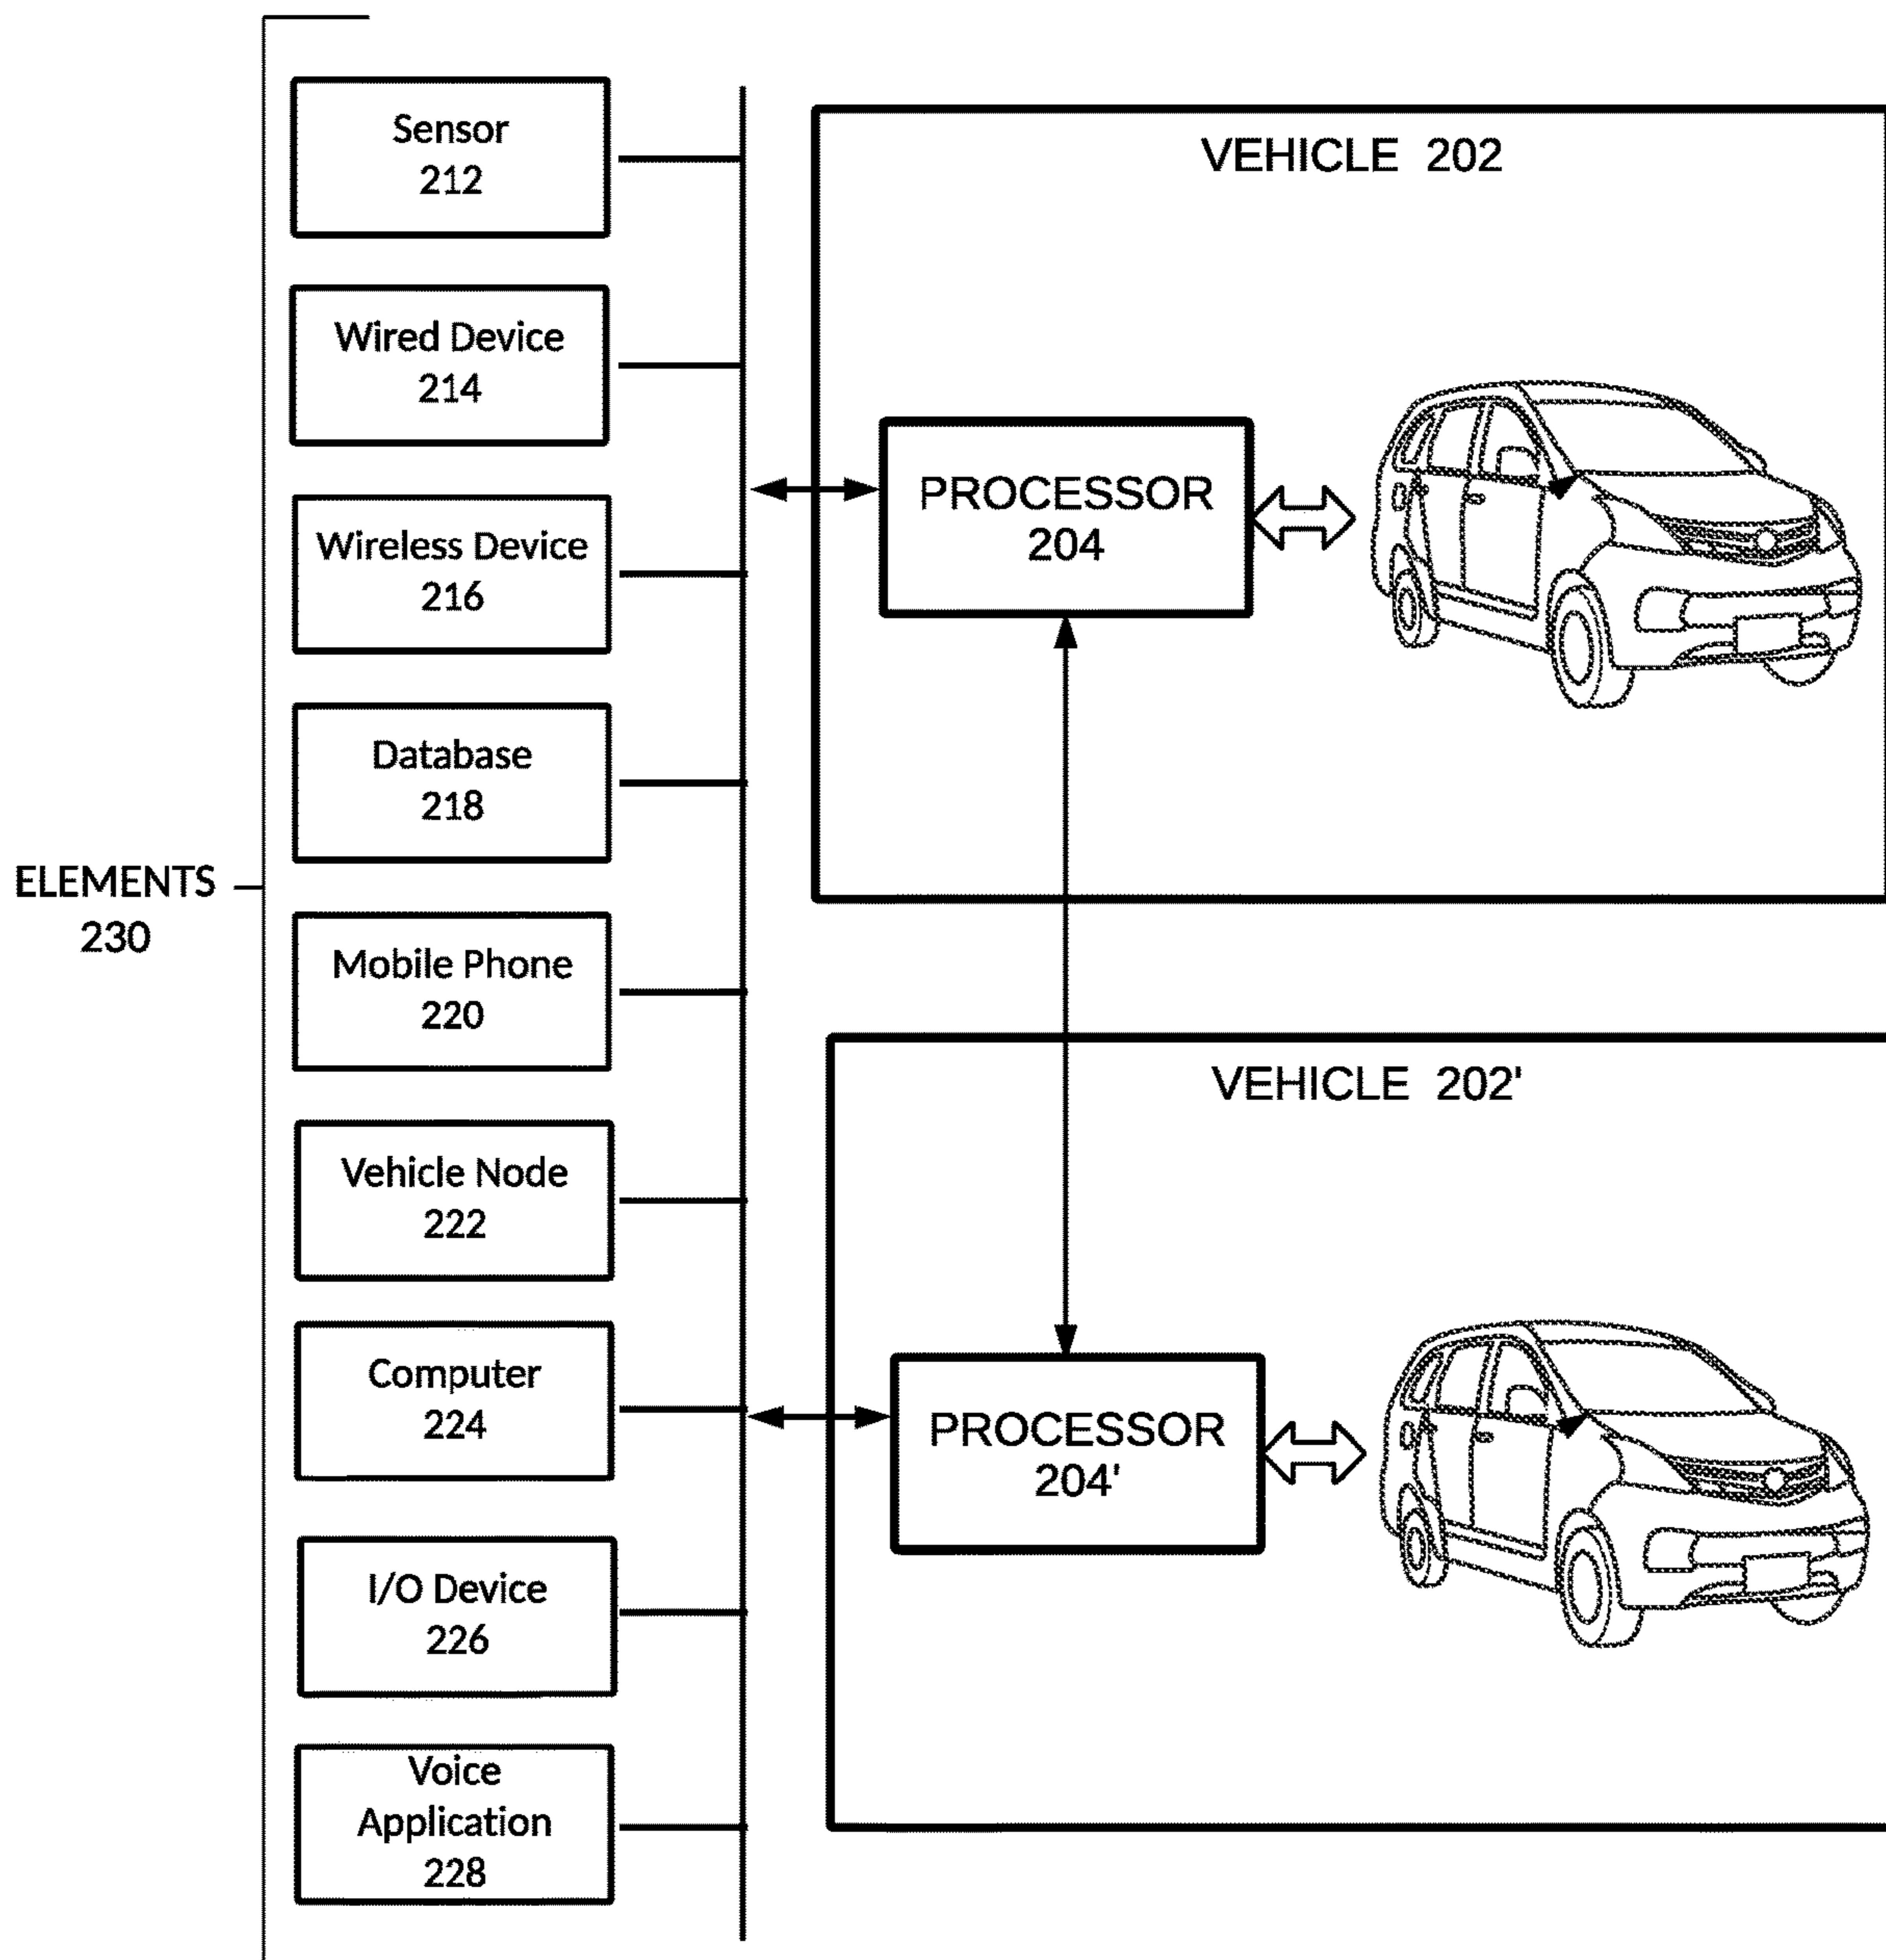 Sensor
212
Wired Device
214
Wireless Device
216
Database
218
ELEMENTS
230
Mobile Phone
220
Vehicle Node
222
Computer
224
I/O Device
226
Voice
Application
228
VEHICLE 202
PROCESSOR
204
VEHICLE 202'
PROCESSOR
204'